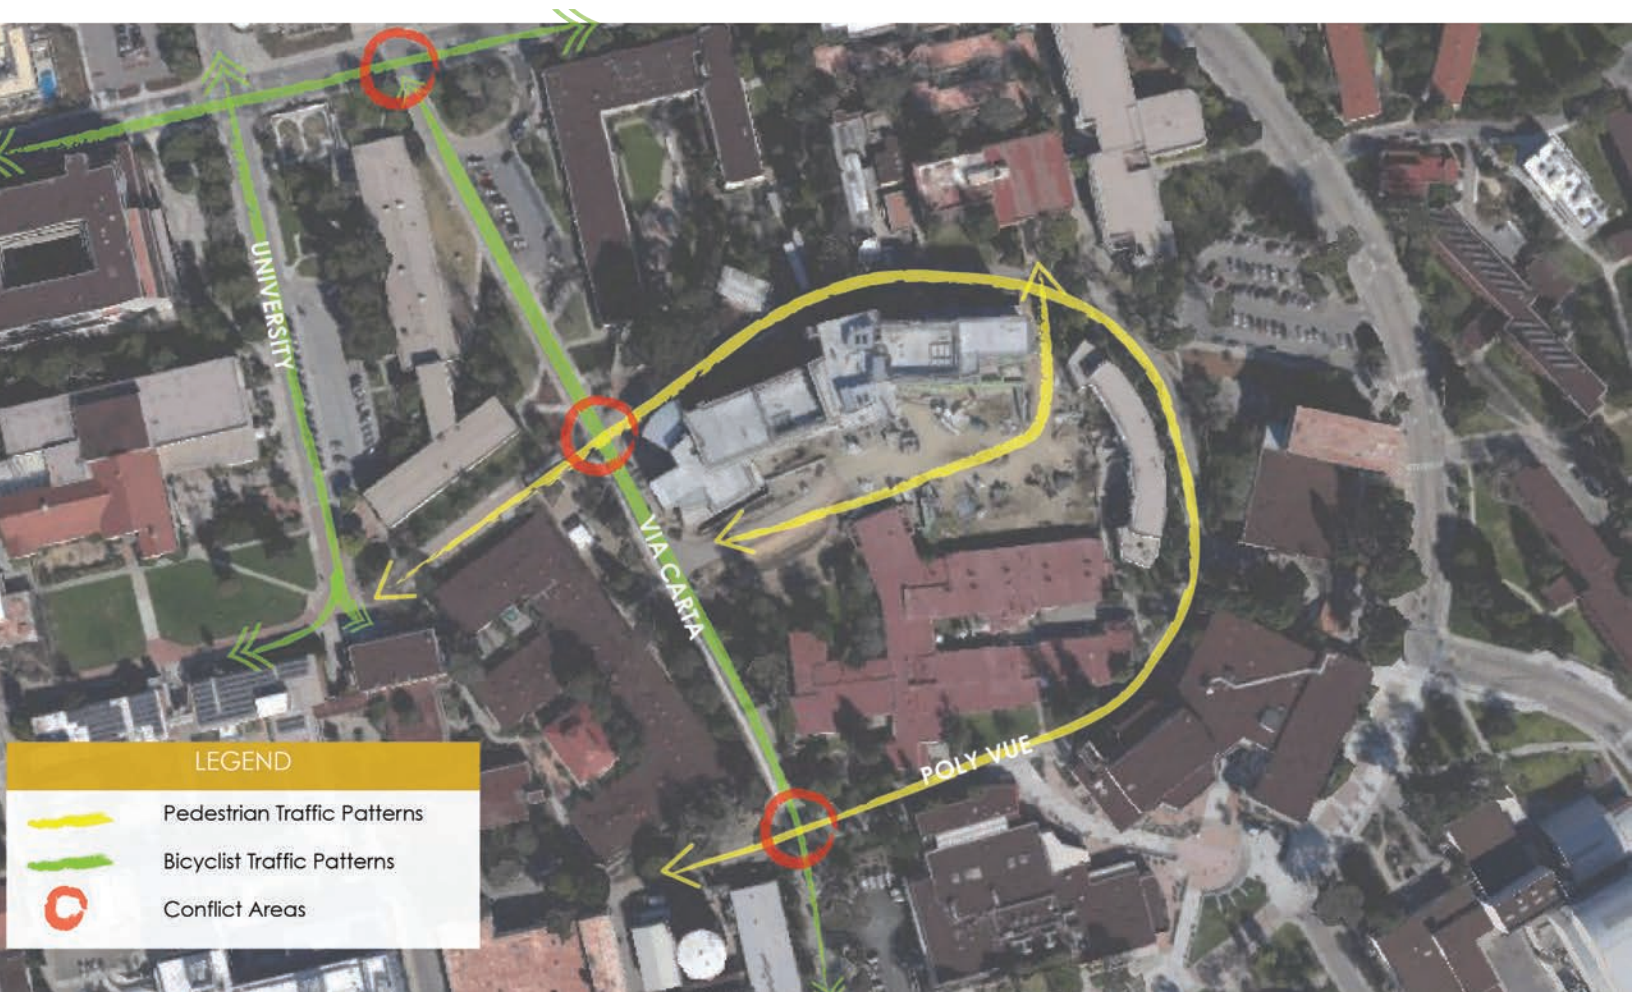 UNIVERSITY
VIA CARTA
POLY VUE
LEGEND
Pedestrian Traffic Patterns
Bicyclist Traffic Patterns
Conflict Areas